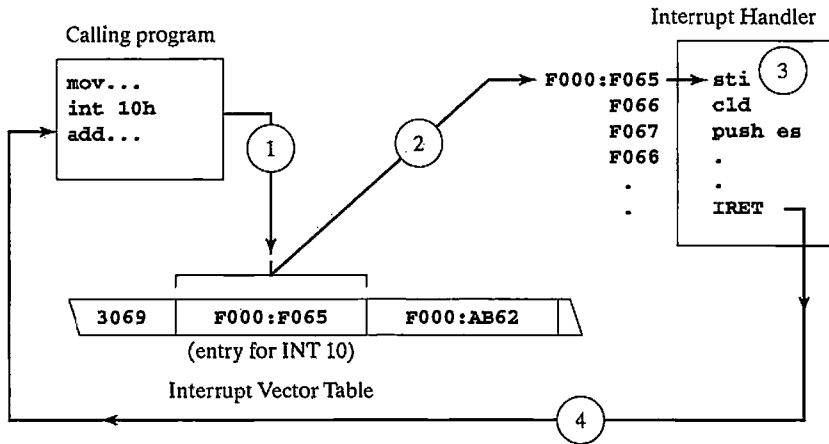 Interrupt Handler
Calling program
mov...
int 10h
add...
1
2
3
F000:F065
sti
F066
cld
F067
push es
F066
.
.
.
.
IRET
3069
F000:F065
F000:AB62
(entry for INT 10)
Interrupt Vector Table
4